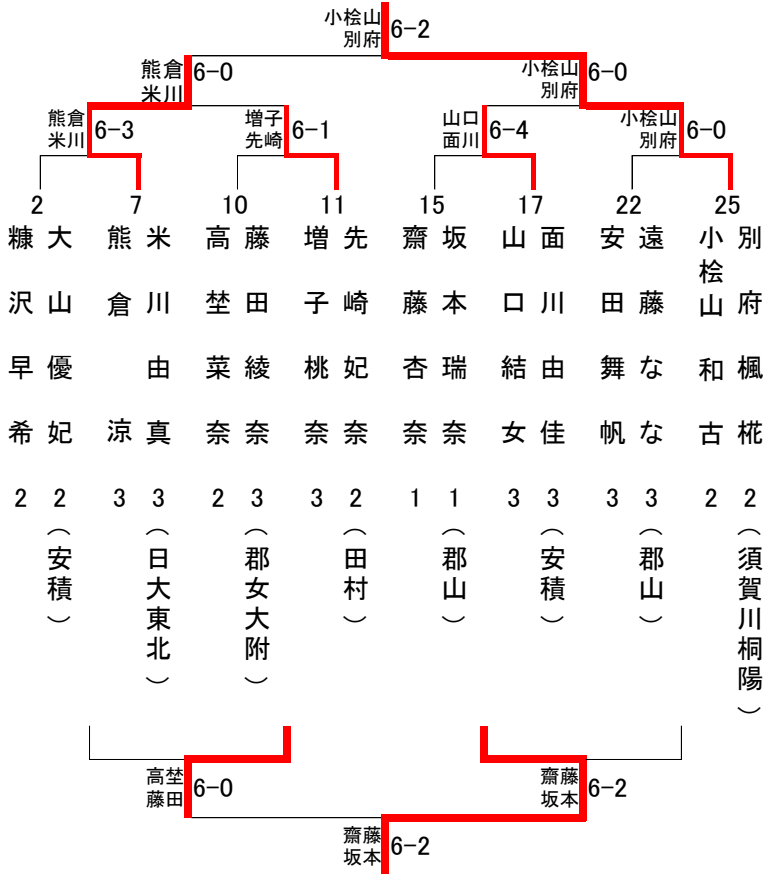 小桧山
別府
6-2
熊倉
米川
6-0
小桧山
別府
6-0
熊倉
米川
6-3
増子
先崎
6-1
山口
面川
6-4
小桧山
別府
6-0
2
7
10
11
15
17
22
25
糠沢早希 2
大山優妃 2 （安積）
熊倉涼 3
米川由真 3 （日大東北）
高埜菜奈 2
藤田綾奈 3 （郡女大附）
増子桃奈 3
先崎妃奈 2 （田村）
齋藤杏奈 1
坂本瑞奈 1 （郡山）
山口結女 3
面川由佳 3 （安積）
安田舞帆 3
遠藤なな 3 （郡山）
小桧山和古 2
別府楓椛 2 （須賀川桐陽）
高埜
藤田
6-0
齋藤
坂本
6-2
齋藤
坂本
6-2